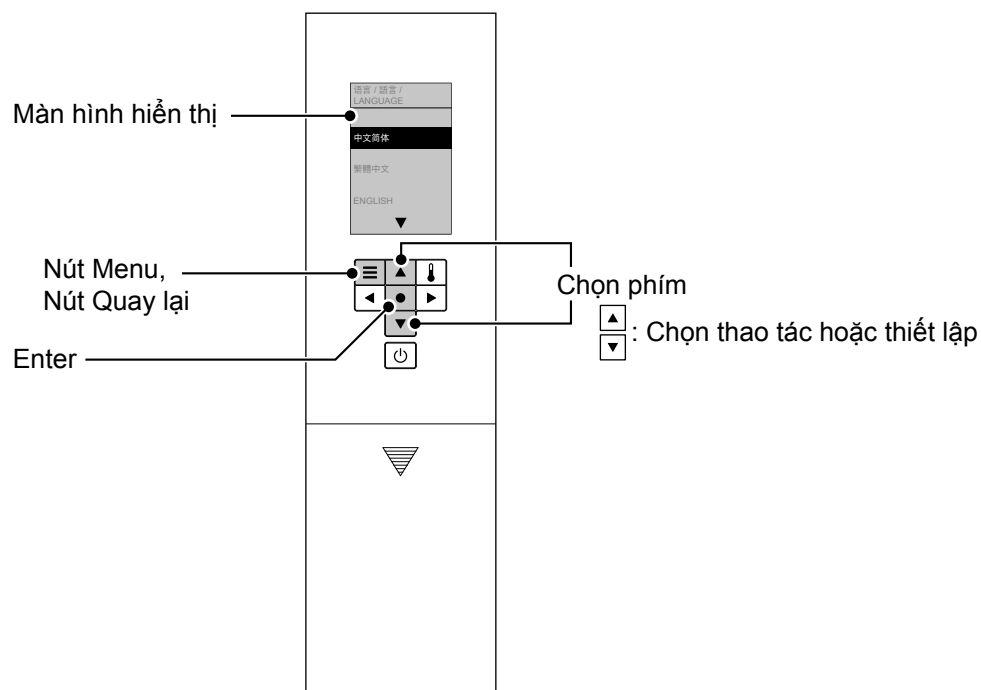 语言 / 語言 /
LANGUAGE
Màn hình hiển thị
中文简体
繁體中文
ENGLISH
Nút Menu,
Nút Quay lại
Chọn phím
: Chọn thao tác hoặc thiết lập
Enter